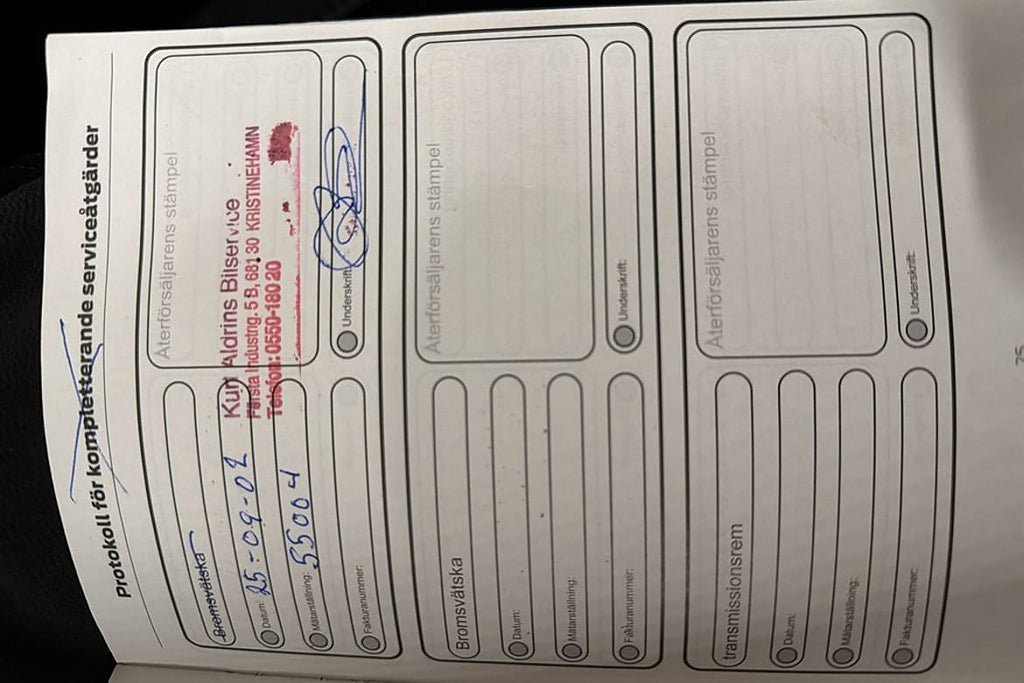 Protokoll för kompletterande serviceåtgärder
Bromsvätska
Datum: 25-09-02
Mätarställning: 55004
Fakturanummer:
Återförsäljarens stämpel
Kurt Aldrins Bilservice
Första Industrig. 5 B, 681 30 KRISTINEHAMN
Telefon: 0550-180 20
Underskrift:
Bromsvätska
Datum:
Mätarställning:
Fakturanummer:
Återförsäljarens stämpel
Underskrift:
transmissionsrem
Datum:
Mätarställning:
Fakturanummer:
Återförsäljarens stämpel
Underskrift: